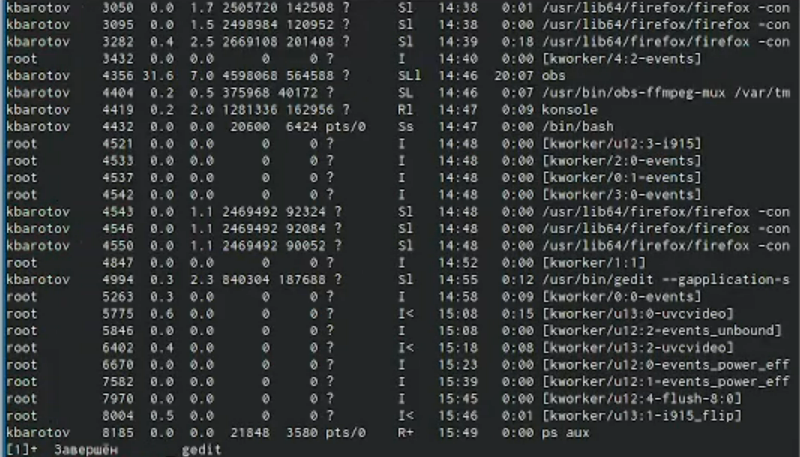 kbarotov 3050 0.0 1.7 2505720 142508 ? Sl 14:38 0:01 /usr/lib64/firefox/firefox -con
kbarotov 3095 0.0 1.5 2498984 120952 ? Sl 14:38 0:00 /usr/lib64/firefox/firefox -con
kbarotov 3282 0.4 2.5 2669108 201408 ? Sl 14:39 0:18 /usr/lib64/firefox/firefox -con
root 3432 0.0 0.0 0 0 ? I 14:40 0:00 [kworker/4:2-events]
kbarotov 4356 31.6 7.0 4598068 564588 ? SLl 14:46 20:07 obs
kbarotov 4404 0.2 0.5 375968 40172 ? SL 14:46 0:07 /usr/bin/obs-ffmpeg-mux /var/tm
kbarotov 4419 0.2 2.0 1281336 162956 ? Rl 14:47 0:09 konsole
kbarotov 4432 0.0 0.0 20600 6424 pts/0 Ss 14:47 0:00 /bin/bash
root 4521 0.0 0.0 0 0 ? I 14:48 0:00 [kworker/u12:3-i915]
root 4533 0.0 0.0 0 0 ? I 14:48 0:00 [kworker/2:0-events]
root 4537 0.0 0.0 0 0 ? I 14:48 0:00 [kworker/0:1-events]
root 4542 0.0 0.0 0 0 ? I 14:48 0:00 [kworker/3:0-events]
kbarotov 4543 0.0 1.1 2469492 92324 ? Sl 14:48 0:00 /usr/lib64/firefox/firefox -con
kbarotov 4546 0.0 1.1 2469492 92084 ? Sl 14:48 0:00 /usr/lib64/firefox/firefox -con
kbarotov 4550 0.0 1.1 2469492 90052 ? Sl 14:48 0:00 /usr/lib64/firefox/firefox -con
root 4847 0.0 0.0 0 0 ? I 14:52 0:00 [kworker/1:1]
kbarotov 4994 0.3 2.3 840304 187688 ? Sl 14:55 0:12 /usr/bin/gedit --gapplication-s
root 5263 0.3 0.0 0 0 ? I 14:58 0:09 [kworker/0:0-events]
root 5775 0.6 0.0 0 0 ? I< 15:08 0:15 [kworker/u13:0-uvcvideo]
root 5846 0.0 0.0 0 0 ? I 15:08 0:00 [kworker/u12:2-events_unbound]
root 6402 0.4 0.0 0 0 ? I< 15:18 0:08 [kworker/u13:2-uvcvideo]
root 6670 0.0 0.0 0 0 ? I 15:23 0:00 [kworker/u12:0-events_power_eff
root 7582 0.0 0.0 0 0 ? I 15:39 0:00 [kworker/u12:1-events_power_eff
root 7970 0.0 0.0 0 0 ? I 15:45 0:00 [kworker/u12:4-flush-8:0]
root 8004 0.5 0.0 0 0 ? I< 15:46 0:01 [kworker/u13:1-i915_flip]
kbarotov 8185 0.0 0.0 21848 3580 pts/0 R+ 15:49 0:00 ps aux
[1]+ Завершён gedit